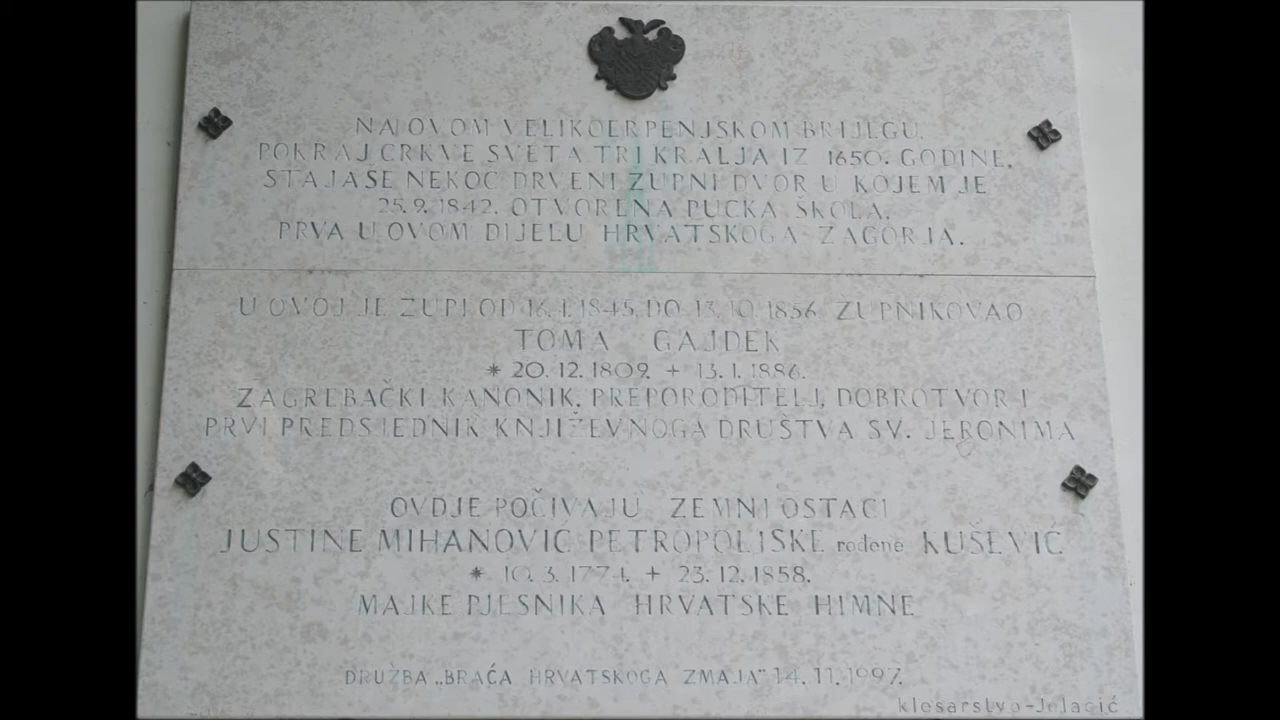 NA OVOM VELIKOERPENJSKOM BRIJEGU,
POKRAJ CRKVE SVETA TRI KRALJA IZ 1650. GODINE,
STAJAŠE NEKOĆ DRVENI ŽUPNI DVOR U KOJEM JE
25.9.1842. OTVORENA PUČKA ŠKOLA,
PRVA U OVOM DIJELU HRVATSKOGA ZAGORJA.
U OVOJ JE ŽUPI OD 16.1.1845. DO 13.10.1856. ŽUPNIKOVAO
TOMA GAJDEK
* 20.12.1809. + 13.1.1886.
ZAGREBAČKI KANONIK, PREPORODITELJ, DOBROTVOR I
PRVI PREDSJEDNIK KNJIŽEVNOGA DRUŠTVA SV. JERONIMA
OVDJE POČIVAJU ZEMNI OSTACI
JUSTINE MIHANOVIĆ PETROPOLJSKE rođene KUŠEVIĆ
* 10.3.1774. + 23.12.1858.
MAJKE PJESNIKA HRVATSKE HIMNE
DRUŽBA „BRAĆA HRVATSKOGA ZMAJA" 14.11.1997.
klesarstvo-Jelačić